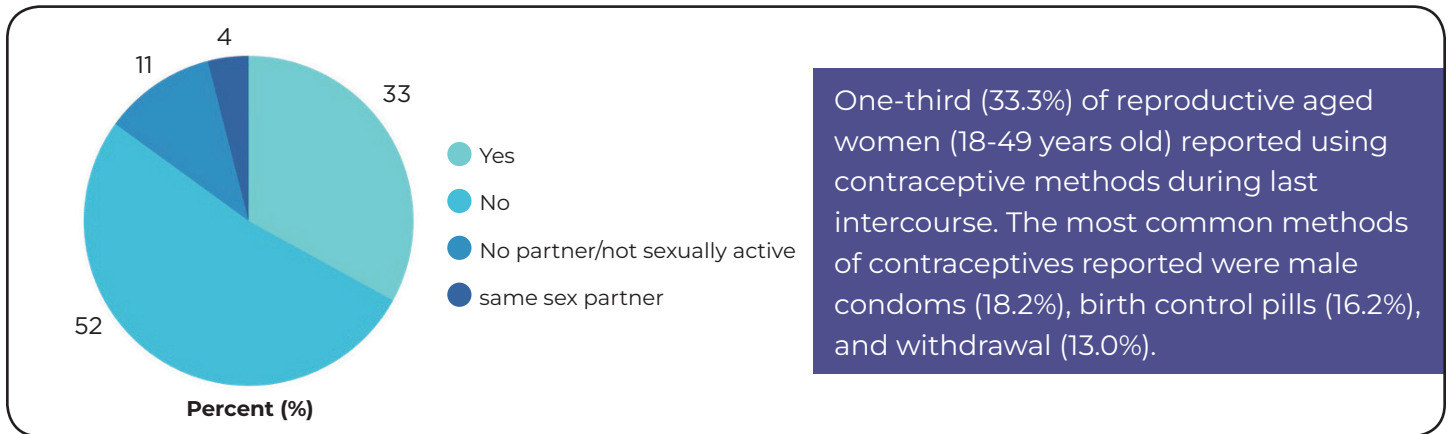 4
11
33
52
Yes
No
No partner/not sexually active
same sex partner
Percent (%)
One-third (33.3%) of reproductive aged
women (18-49 years old) reported using
contraceptive methods during last
intercourse. The most common methods
of contraceptives reported were male
condoms (18.2%), birth control pills (16.2%),
and withdrawal (13.0%).